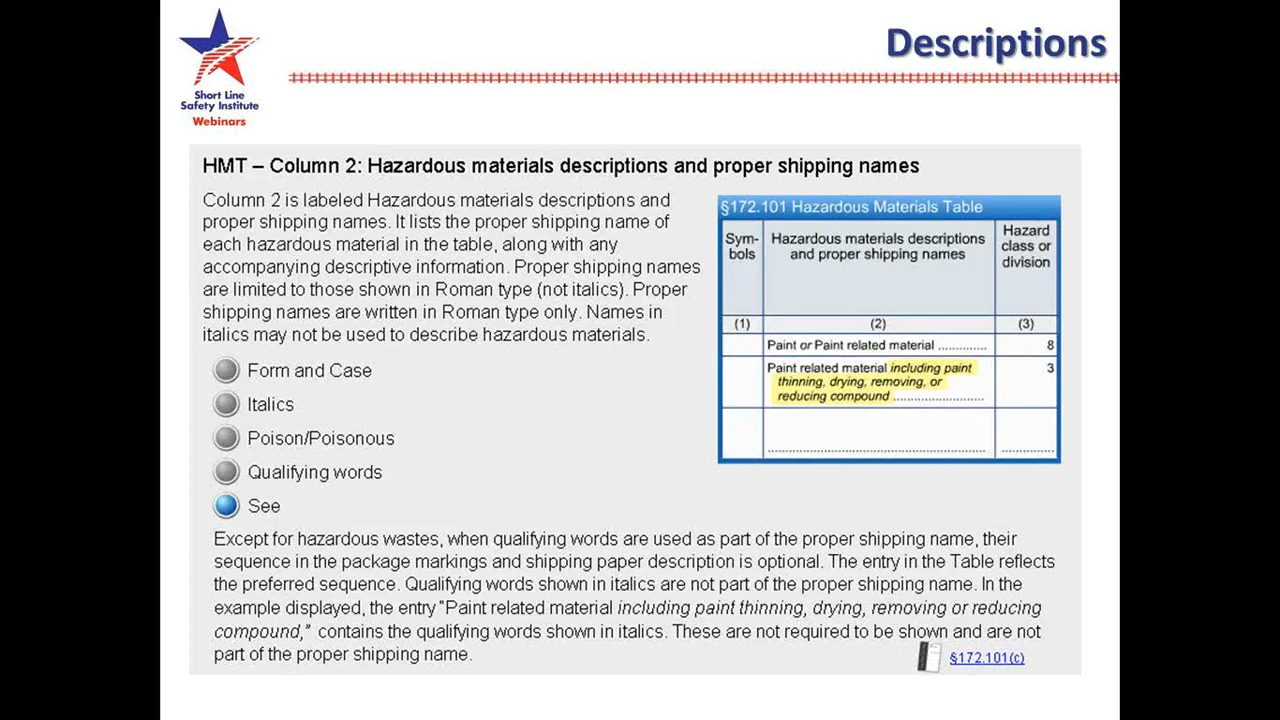 Descriptions
Short Line
Safety Institute
Webinars
HMT – Column 2: Hazardous materials descriptions and proper shipping names
Column 2 is labeled Hazardous materials descriptions and
proper shipping names. It lists the proper shipping name of
each hazardous material in the table, along with any
accompanying descriptive information. Proper shipping names
are limited to those shown in Roman type (not italics). Proper
shipping names are written in Roman type only. Names in
italics may not be used to describe hazardous materials.
Form and Case
Italics
Poison/Poisonous
Qualifying words
See
§172.101 Hazardous Materials Table
Sym-
bols
Hazardous materials descriptions
and proper shipping names
Hazard
class or
division
(1) (2) (3)
Paint or Paint related material .............. 8
Paint related material including paint 3
thinning, drying, removing, or
reducing compound ..........................
Except for hazardous wastes, when qualifying words are used as part of the proper shipping name, their
sequence in the package markings and shipping paper description is optional. The entry in the Table reflects
the preferred sequence. Qualifying words shown in italics are not part of the proper shipping name. In the
example displayed, the entry "Paint related material including paint thinning, drying, removing or reducing
compound," contains the qualifying words shown in italics. These are not required to be shown and are not
part of the proper shipping name.
§172.101(c)